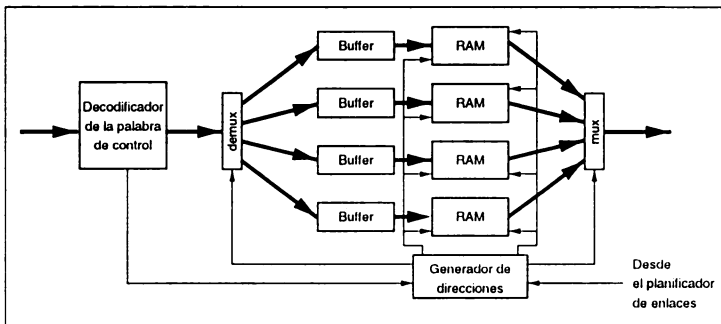 Buffer
RAM
Decodificador
de la palabra
de control
demux
Buffer
RAM
mux
Buffer
RAM
Buffer
RAM
Generador de
direcciones
Desde
el planificador
de enlaces